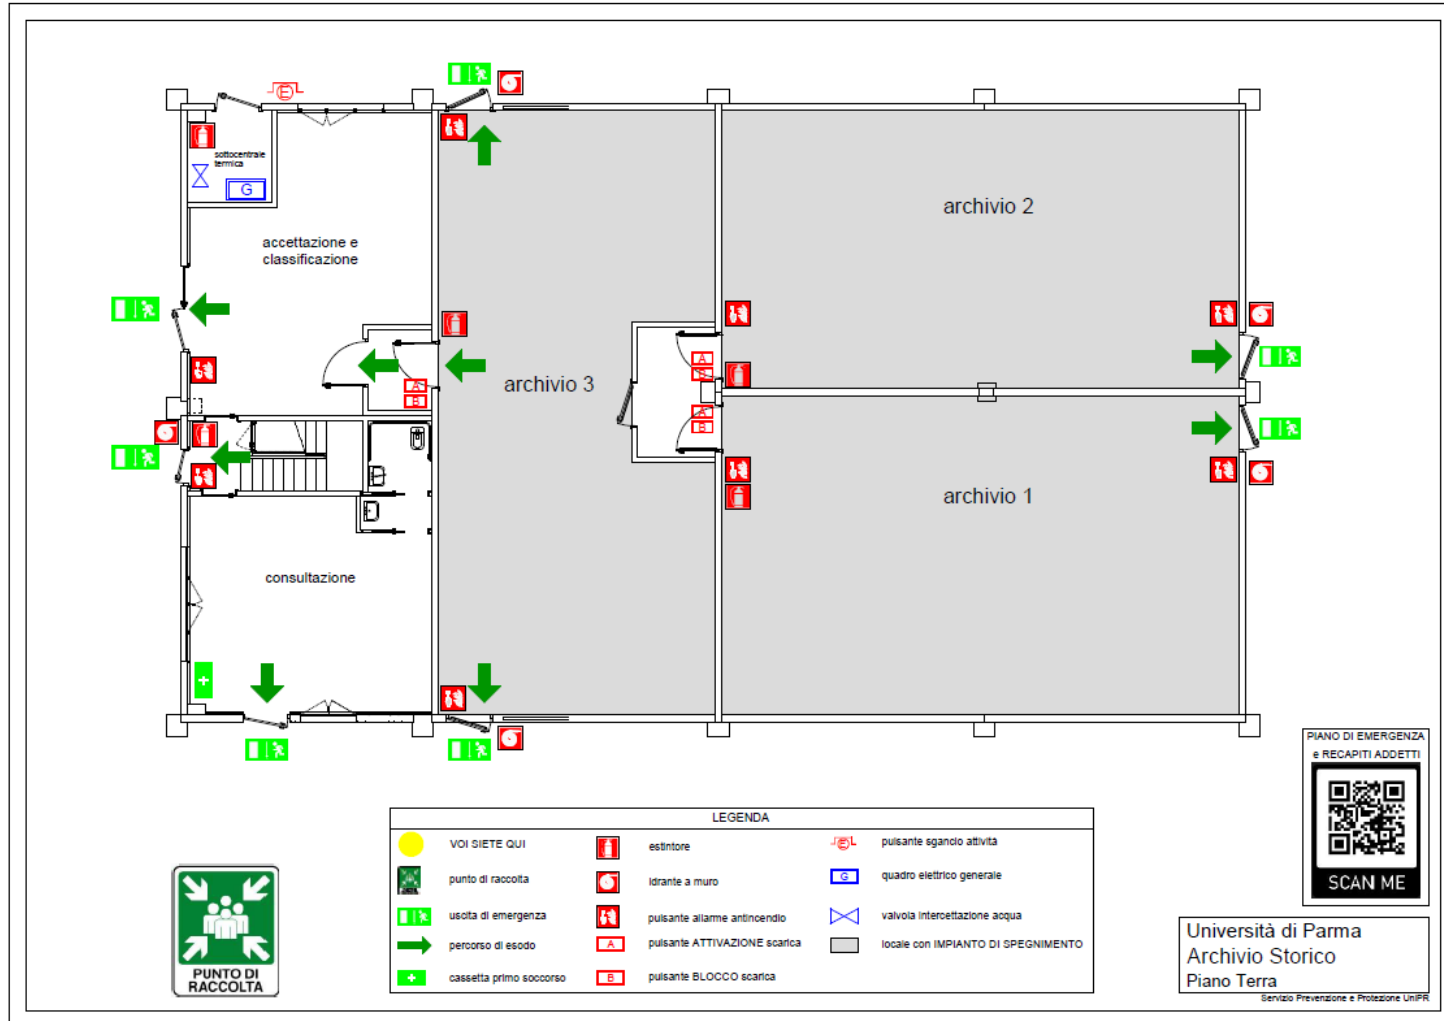 E
sottocentrale
termica
G
accettazione e
classificazione
archivio 2
archivio 3
A
B
A
B
A
B
archivio 1
consultazione
PIANO DI EMERGENZA
e RECAPITI ADDETTI
SCAN ME
LEGENDA
VOI SIETE QUI
punto di raccolta
uscita di emergenza
percorso di esodo
cassetta primo soccorso
estintore
idrante a muro
pulsante allarme antincendio
A pulsante ATTIVAZIONE scarica
B pulsante BLOCCO scarica
E pulsante sgancio attività
G quadro elettrico generale
valvola intercettazione acqua
locale con IMPIANTO DI SPEGNIMENTO
PUNTO DI
RACCOLTA
Università di Parma
Archivio Storico
Piano Terra
Servizio Prevenzione e Protezione UniPR